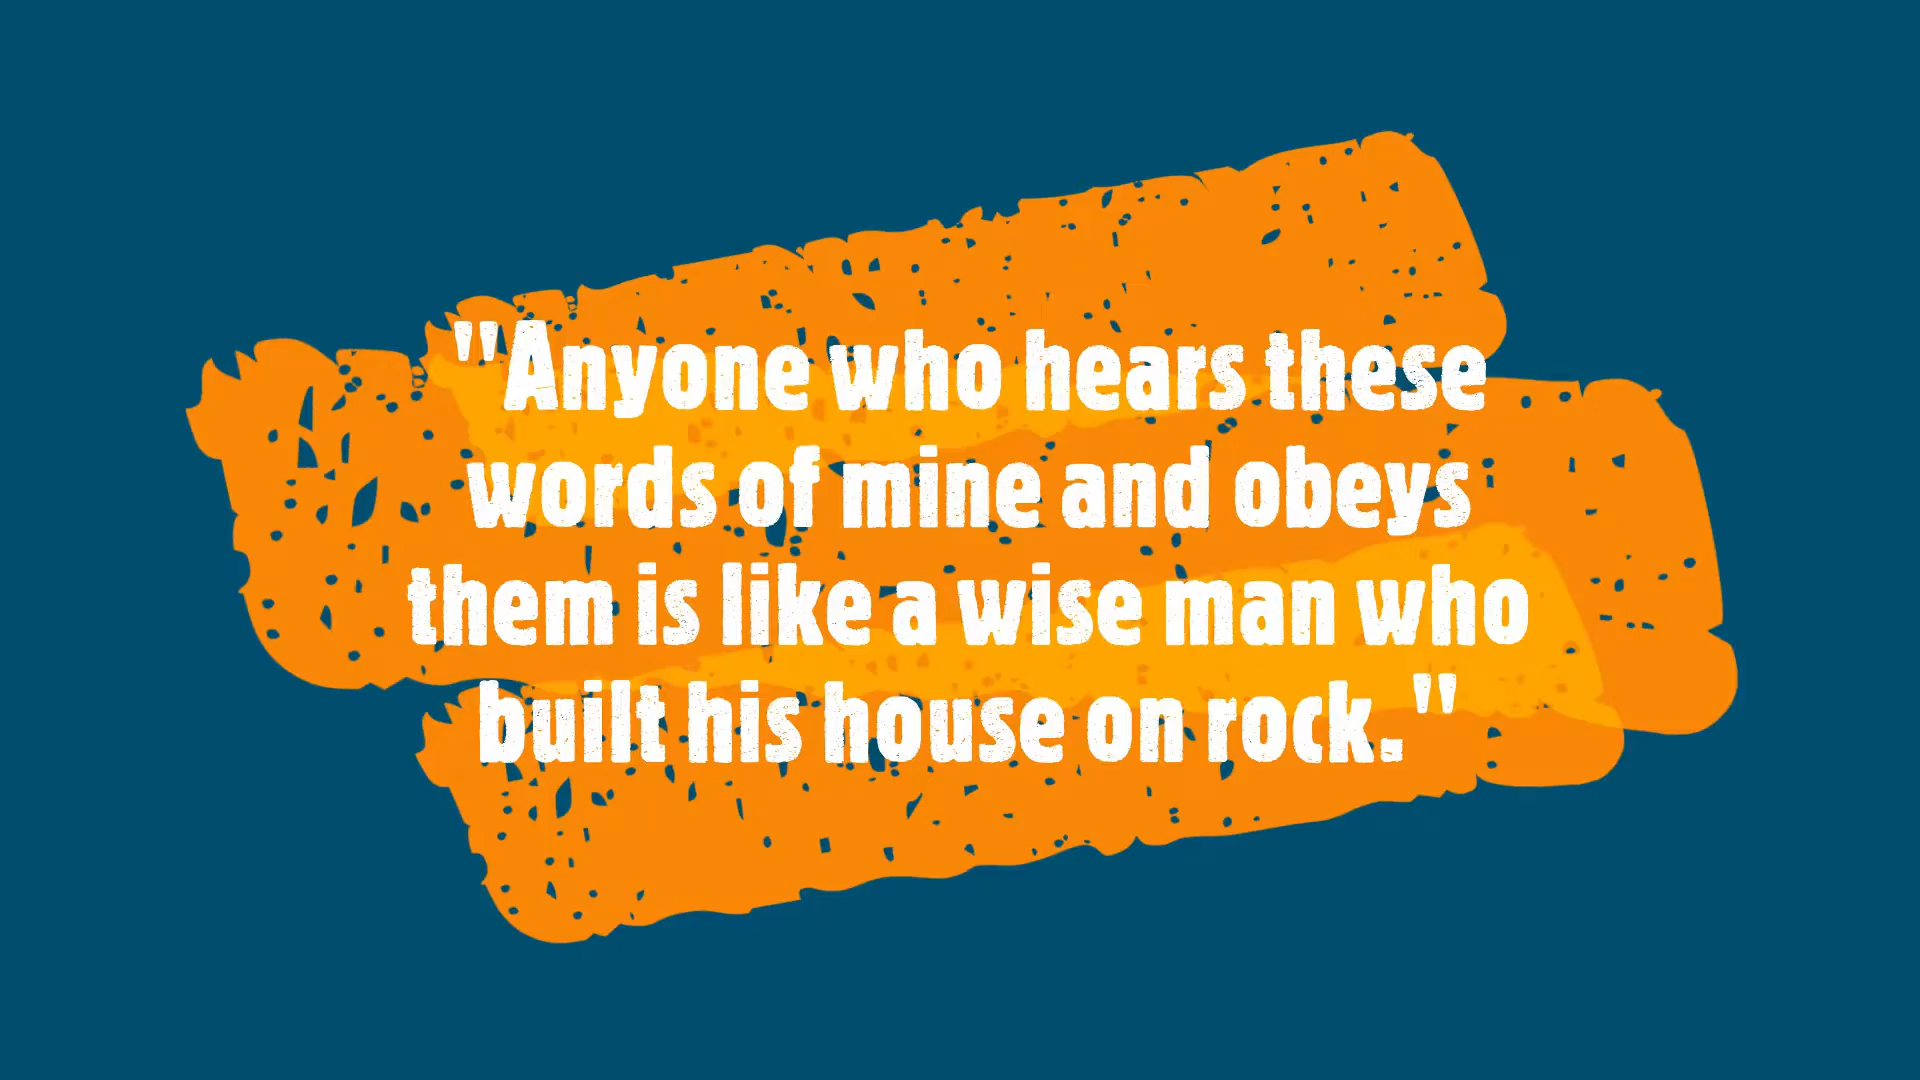 "Anyone who hears these
words of mine and obeys
them is like a wise man who
built his house on rock."